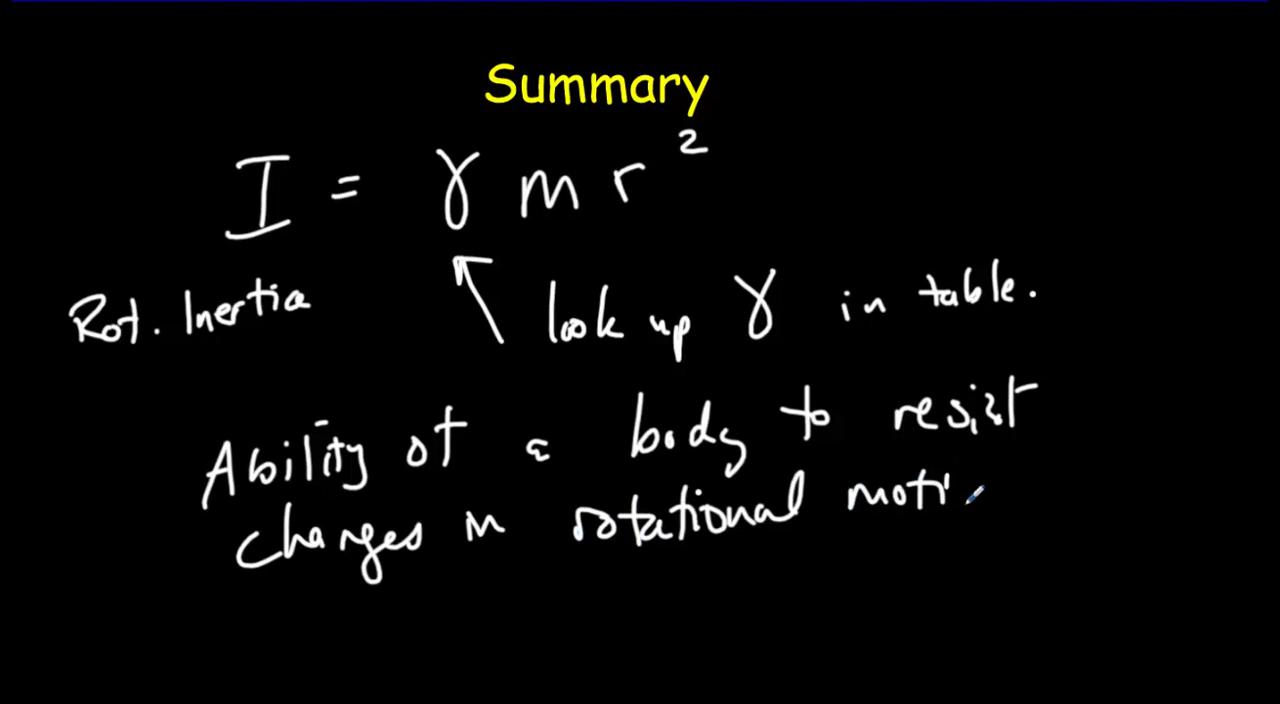 Summary
I = γ m r²
Rot. Inertia
look up γ in table.
Ability of a body to resist
changes in rotational moti